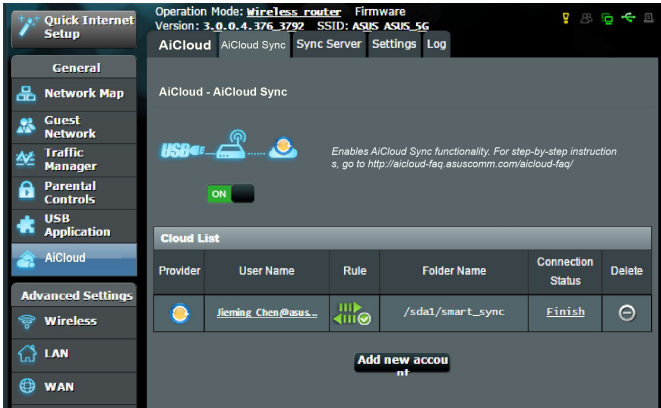 Quick Internet
Setup
Operation Mode: Wireless router Firmware
Version: 3.0.0.4.376_3792 SSID: ASUS ASUS_5G
AiCloud AiCloud Sync Sync Server Settings Log
General
Network Map
Guest
Network
Traffic
Manager
Parental
Controls
USB
Application
AiCloud
Advanced Settings
Wireless
LAN
WAN
AiCloud - AiCloud Sync
USB
Enables AiCloud Sync functionality. For step-by-step instruction
s, go to http://aicloud-faq.asuscomm.com/aicloud-faq/
ON
Cloud List
Provider User Name Rule Folder Name Connection Status Delete
Jieming_Chen@asus... /sda1/smart_sync Finish
Add new accou
nt